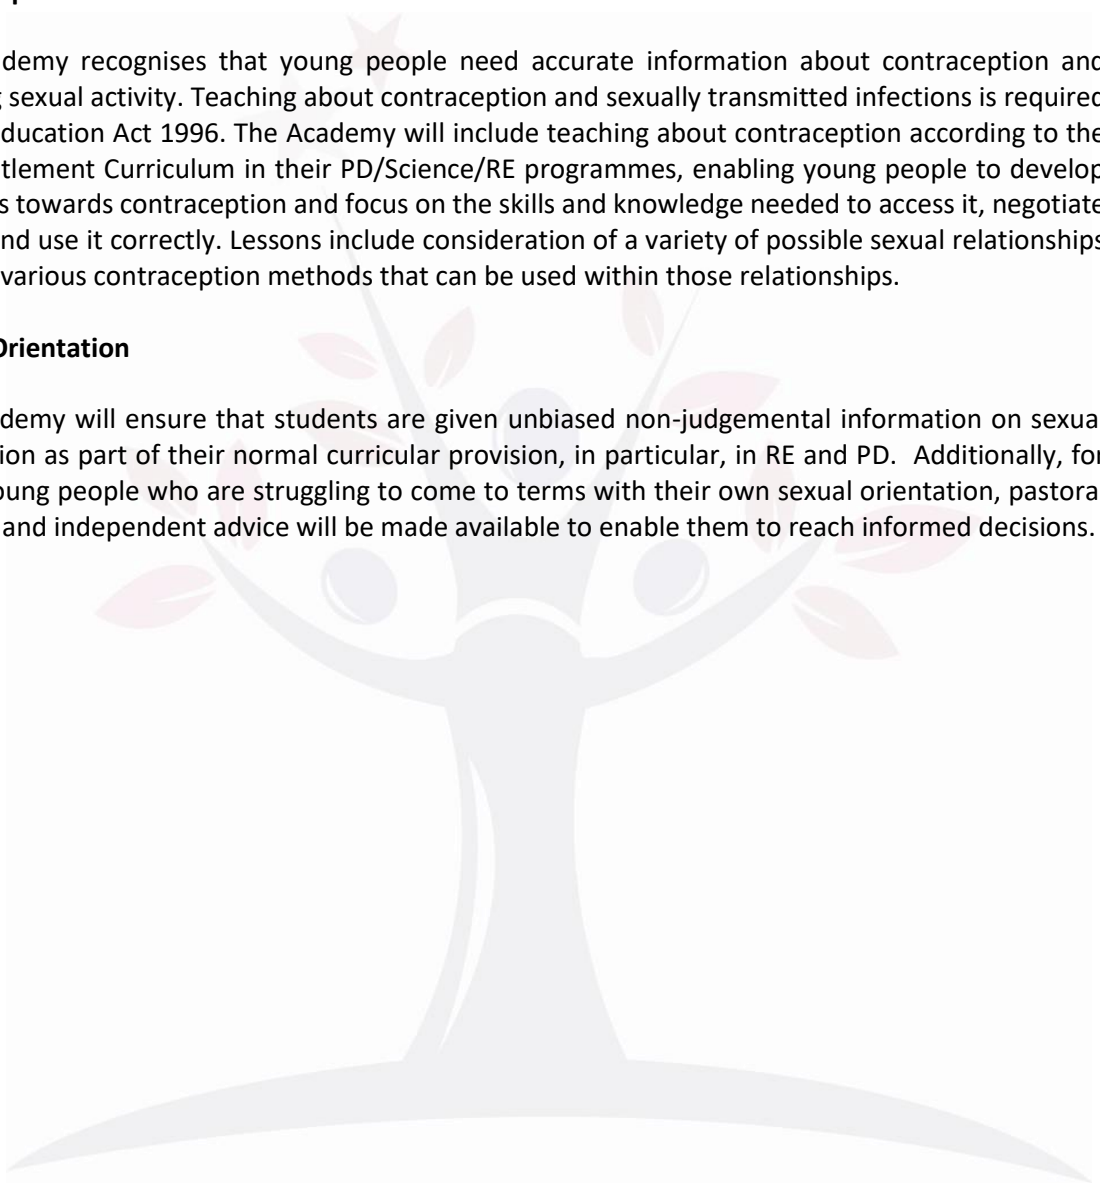 demy recognises that young people need accurate information about contraception and
sexual activity. Teaching about contraception and sexually transmitted infections is required
ducation Act 1996. The Academy will include teaching about contraception according to the
tlement Curriculum in their PD/Science/RE programmes, enabling young people to develop
s towards contraception and focus on the skills and knowledge needed to access it, negotiate
nd use it correctly. Lessons include consideration of a variety of possible sexual relationships
various contraception methods that can be used within those relationships.
Orientation
demy will ensure that students are given unbiased non-judgemental information on sexua
ion as part of their normal curricular provision, in particular, in RE and PD. Additionally, for
oung people who are struggling to come to terms with their own sexual orientation, pastora
and independent advice will be made available to enable them to reach informed decisions.